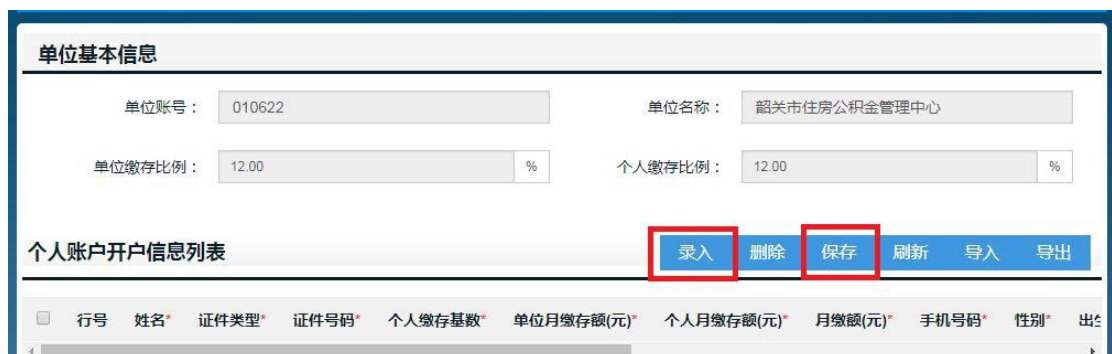 单位基本信息
单位账号： 010622 单位名称： 韶关市住房公积金管理中心
单位缴存比例： 12.00 % 个人缴存比例： 12.00 %
个人账户开户信息列表 录入 删除 保存 刷新 导入 导出
行号 姓名* 证件类型* 证件号码* 个人缴存基数* 单位月缴存额(元)* 个人月缴存额(元)* 月缴额(元)* 手机号码* 性别* 出